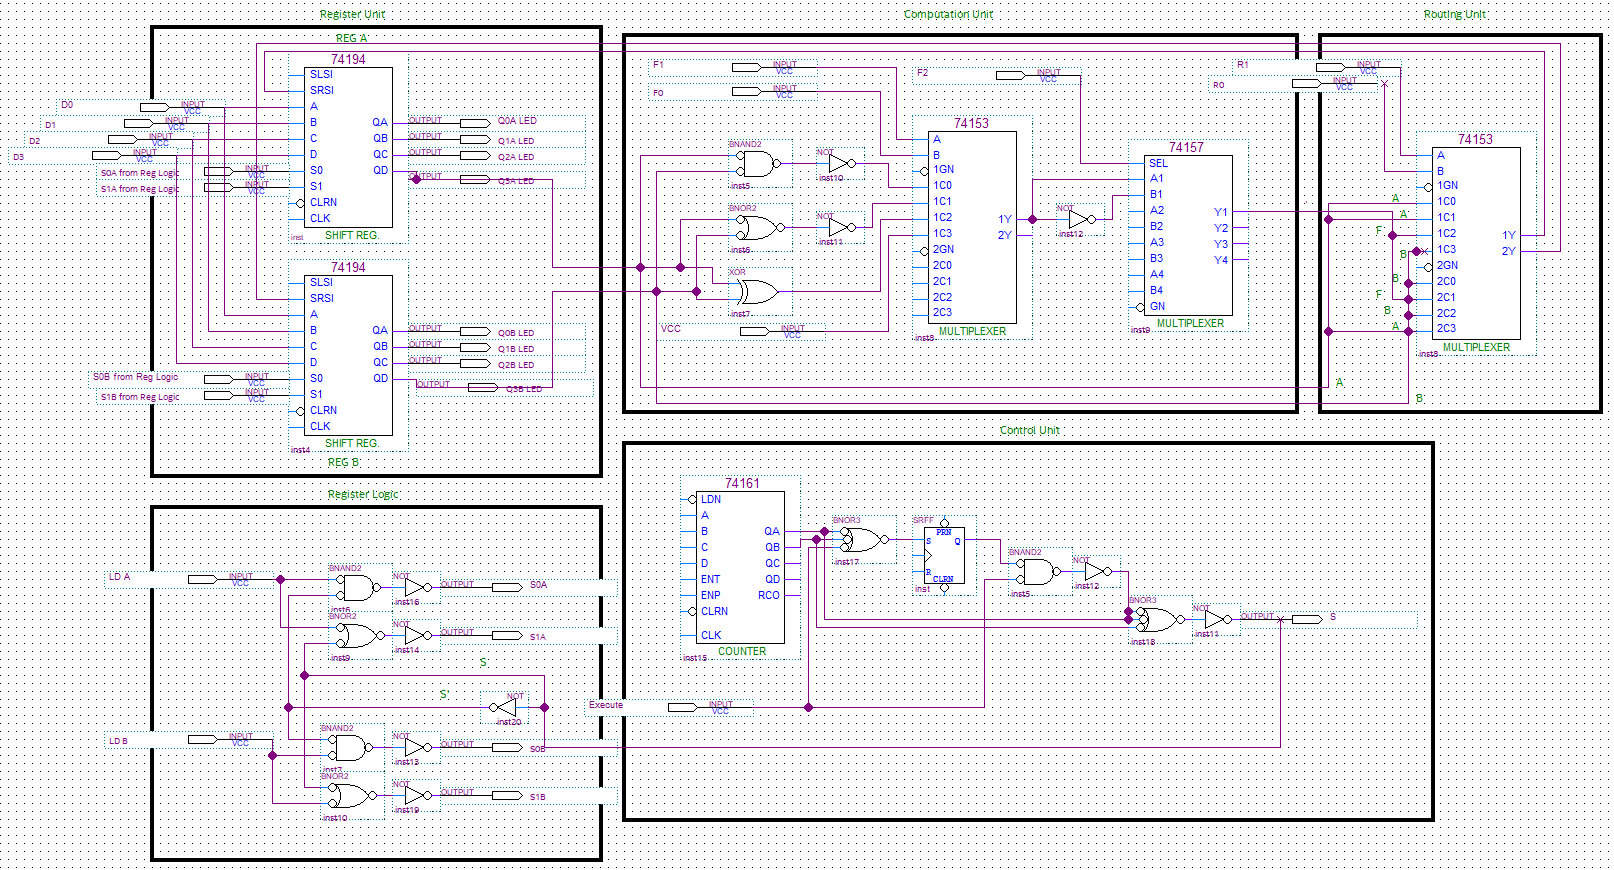 Register Unit
Computation Unit
Routing Unit
REG A
74194
SLSI
SRSI
A
B
C
D
S0
S1
CLRN
CLK
QA
QB
QC
QD
inst
SHIFT REG.
D0
INPUT
VCC
D1
INPUT
VCC
D2
INPUT
VCC
D3
INPUT
VCC
S0A from Reg Logic
INPUT
VCC
S1A from Reg Logic
INPUT
VCC
OUTPUT
Q0A LED
OUTPUT
Q1A LED
OUTPUT
Q2A LED
OUTPUT
Q3A LED
74194
SLSI
SRSI
A
B
C
D
S0
S1
CLRN
CLK
QA
QB
QC
QD
inst4
SHIFT REG.
REG B
OUTPUT
Q0B LED
OUTPUT
Q1B LED
OUTPUT
Q2B LED
OUTPUT
Q3B LED
S0B from Reg Logic
INPUT
VCC
S1B from Reg Logic
INPUT
VCC
F1
INPUT
VCC
F0
INPUT
VCC
F2
INPUT
VCC
BNAND2
inst5
NOT
inst10
BNOR2
inst6
NOT
inst11
XOR
inst7
VCC
INPUT
VCC
74153
A
B
1GN
1C0
1C1
1C2
1C3
2GN
2C0
2C1
2C2
2C3
1Y
2Y
MULTIPLEXER
inst8
NOT
inst12
74157
SEL
A1
B1
A2
B2
A3
B3
A4
B4
GN
Y1
Y2
Y3
Y4
MULTIPLEXER
inst9
R1
INPUT
VCC
R0
INPUT
VCC
74153
A
B
1GN
1C0
1C1
1C2
1C3
2GN
2C0
2C1
2C2
2C3
1Y
2Y
MULTIPLEXER
inst8
A
A
F
B
B
F
B
A
A
B
Control Unit
74161
LDN
A
B
C
D
ENT
ENP
CLRN
CLK
QA
QB
QC
QD
RCO
inst15
COUNTER
BNOR3
inst17
SRFF
PRN
S
Q
R
CLRN
inst
BNAND2
inst5
NOT
inst12
BNOR3
inst18
NOT
inst11
OUTPUT
S
Execute
INPUT
VCC
Register Logic
LD A
INPUT
VCC
BNAND2
inst6
NOT
inst16
OUTPUT
S0A
BNOR2
inst9
NOT
inst14
OUTPUT
S1A
S
S'
NOT
inst20
LD B
INPUT
VCC
BNAND2
inst7
NOT
inst13
OUTPUT
S0B
BNOR2
inst10
NOT
inst19
OUTPUT
S1B